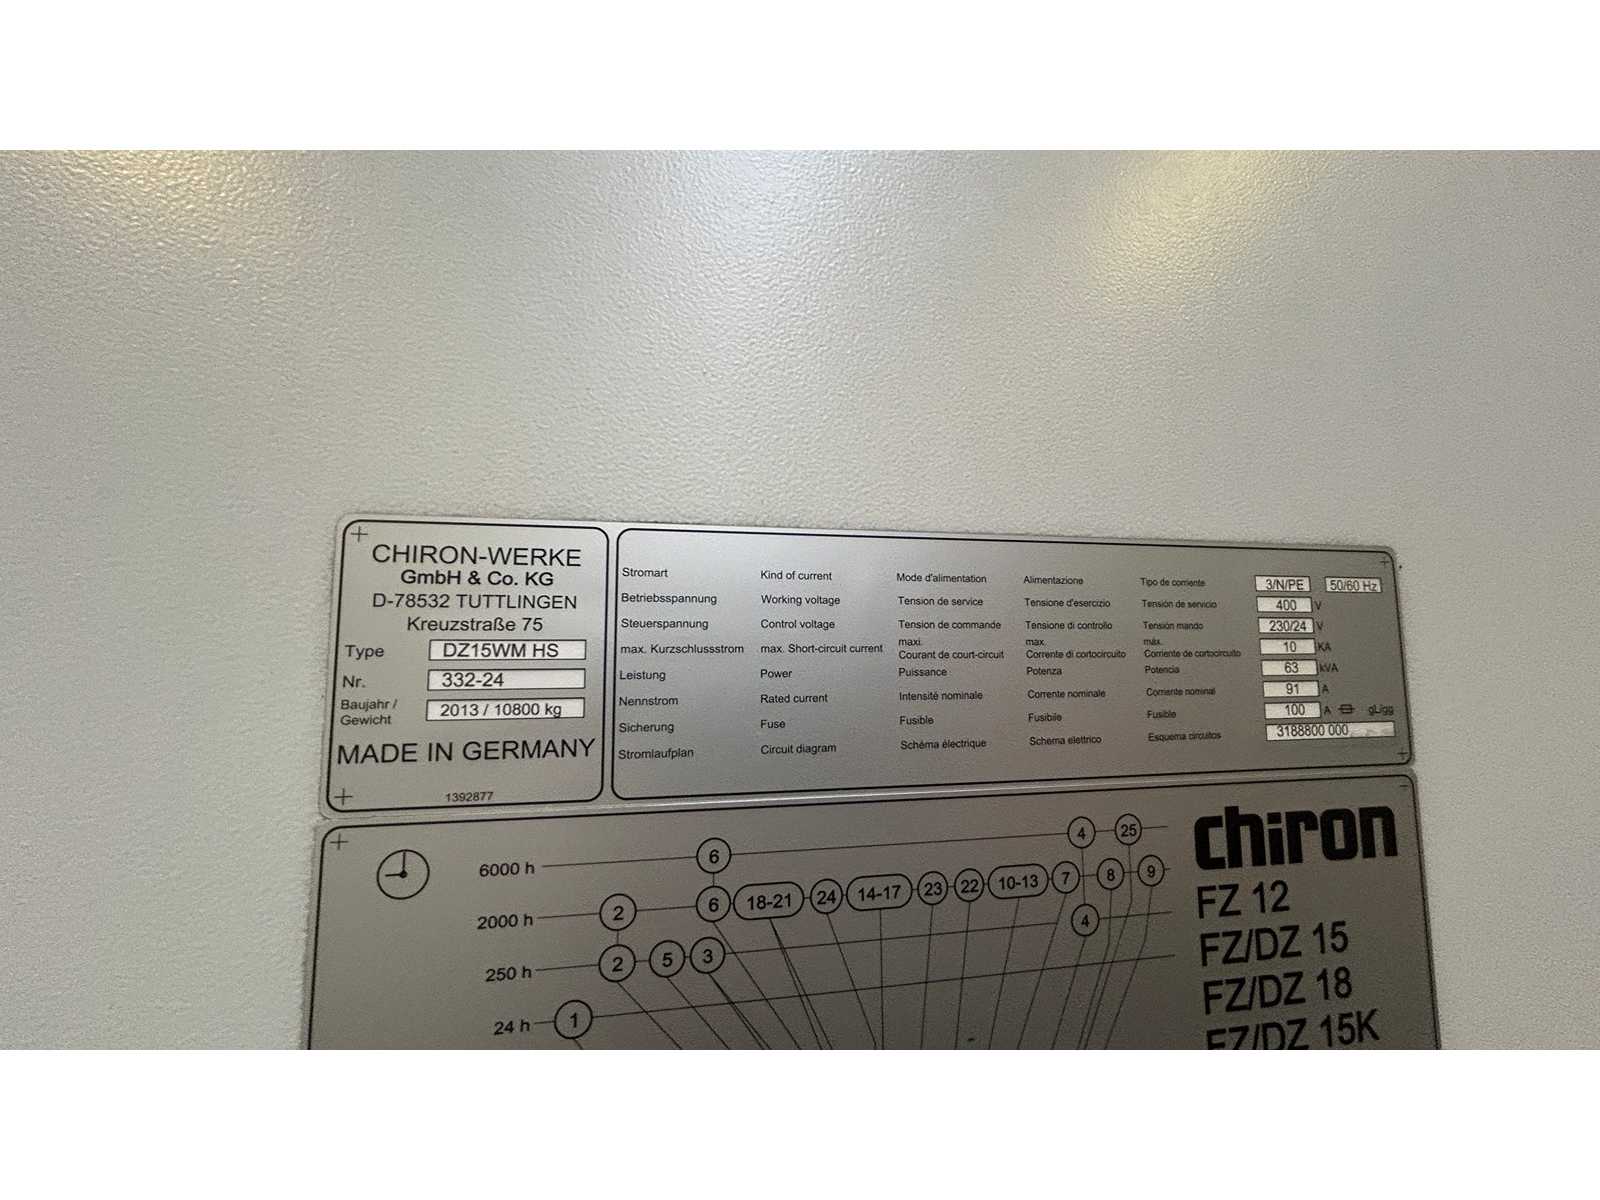 CHIRON-WERKE
GmbH & Co. KG
D-78532 TUTTLINGEN
Kreuzstraße 75
Type DZ15WM HS
Nr. 332-24
Baujahr / Gewicht 2013 / 10800 kg
MADE IN GERMANY
1392877
Stromart Kind of current Mode d'alimentation Alimentazione Tipo de corriente 3/N/PE 50/60 Hz
Betriebsspannung Working voltage Tension de service Tensione d'esercizio Tensión de servicio 400 V
Steuerspannung Control voltage Tension de commande Tensione di controllo Tensión mando 230/24 V
max. Kurzschlussstrom max. Short-circuit current maxi. Courant de court-circuit max. Corrente di cortocircuito máx. Corriente de cortocircuito 10 KA
Leistung Power Puissance Potenza Potencia 63 kVA
Nennstrom Rated current Intensité nominale Corrente nominale Corriente nominal 91 A
Sicherung Fuse Fusible Fusibile Fusible 100 A gL/gg
Stromlaufplan Circuit diagram Schéma électrique Schema elettrico Esquema circuitos 3188800 000
chiron
FZ 12
FZ/DZ 15
FZ/DZ 18
FZ/DZ 15K
6000 h 6 4 25
2000 h 2 6 18-21 24 14-17 23 22 10-13 7 8 9
250 h 2 5 3 4
24 h 1